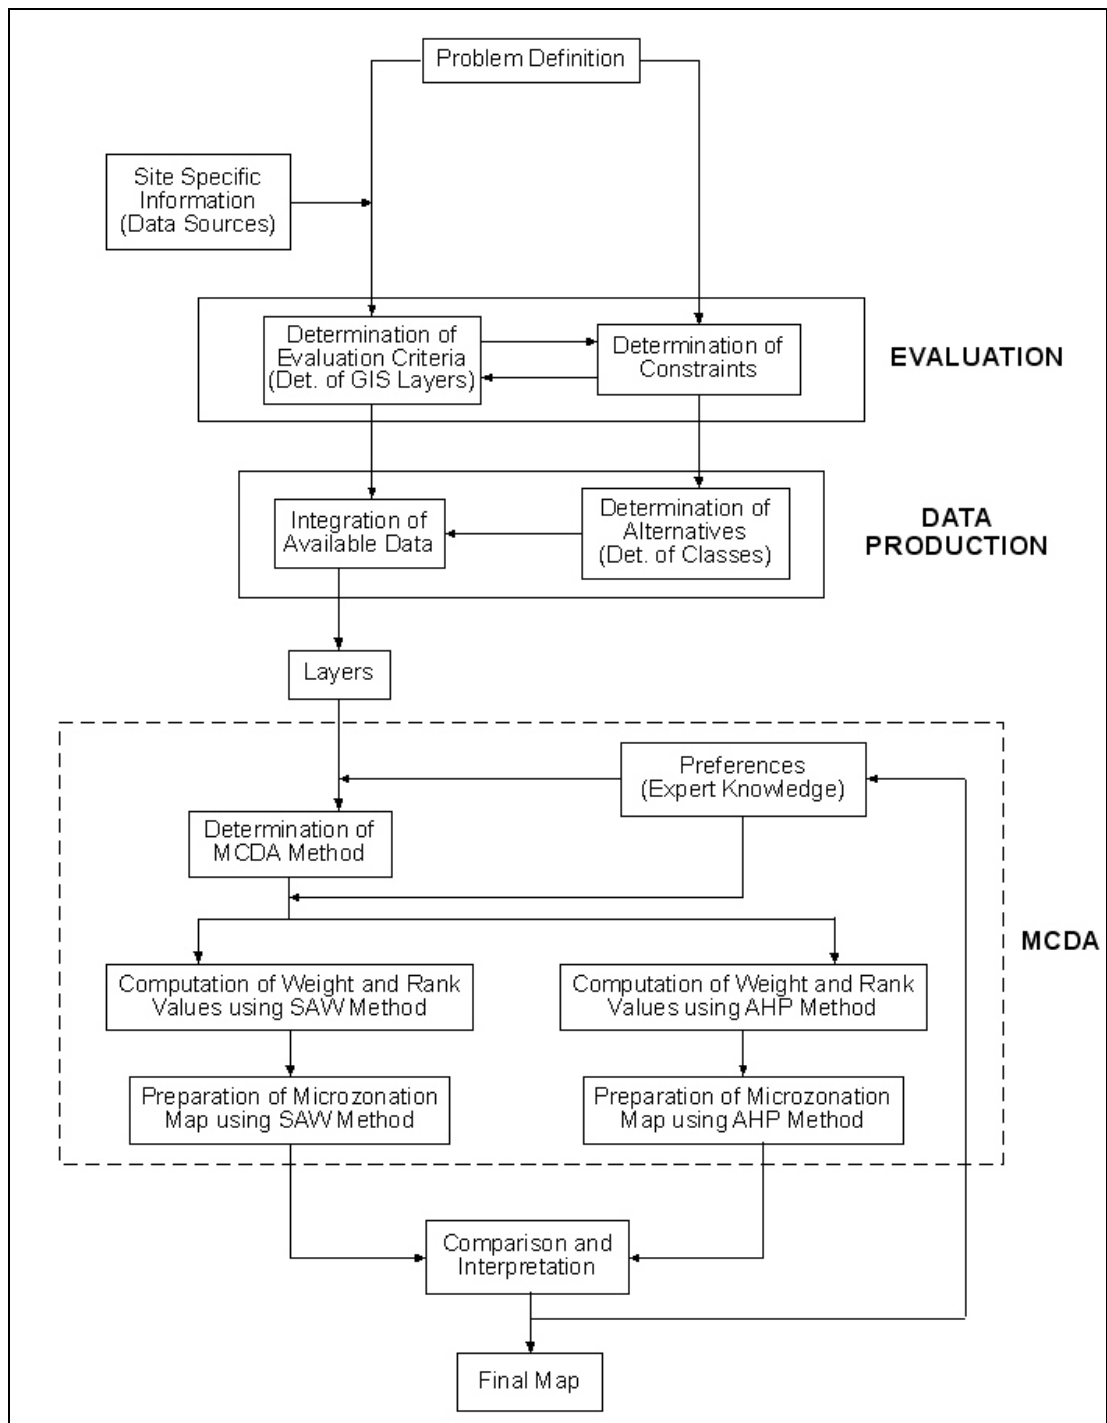 Problem Definition
Site Specific
Information
(Data Sources)
Determination of
Evaluation Criteria
(Det. of GIS Layers)
Determination of
Constraints
EVALUATION
Integration of
Available Data
Determination of
Alternatives
(Det. of Classes)
DATA
PRODUCTION
Layers
Preferences
(Expert Knowledge)
Determination of
MCDA Method
MCDA
Computation of Weight and Rank
Values using SAW Method
Computation of Weight and Rank
Values using AHP Method
Preparation of Microzonation
Map using SAW Method
Preparation of Microzonation
Map using AHP Method
Comparison and
Interpretation
Final Map